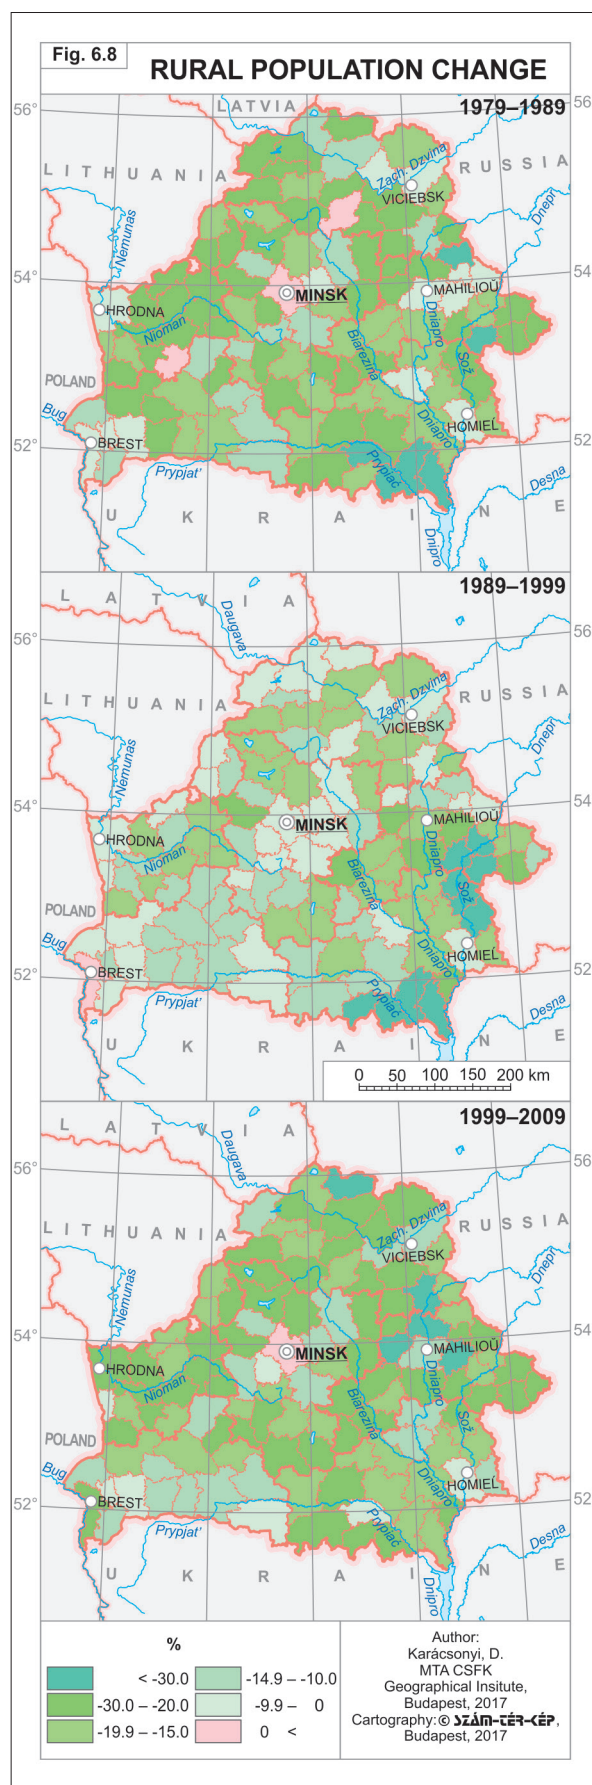 Fig. 6.8
RURAL POPULATION CHANGE
1979–1989
56°
56
LATVIA
LITHUANIA
RUSSIA
Zach. Dzvina
VICIEBSK
Dnepr
Nemunas
54°
54
HRODNA
MINSK
MAHILIOŬ
Nioman
Dniapro
Biarezina
Sož
POLAND
Bug
HOMIEĹ
Dniapro
52°
52
BREST
Prypjat'
Prypiać
Desna
UKRAINE
Dnipro
1989–1999
LATVIA
Daugava
56°
56
LITHUANIA
RUSSIA
Zach. Dzvina
VICIEBSK
Dnepr
Nemunas
54°
54
HRODNA
MINSK
MAHILIOŬ
Nioman
Dniapro
Biarezina
Sož
POLAND
Bug
HOMIEĹ
Dniapro
52°
52
BREST
Prypjat'
Prypiać
Desna
UKRAINE
0 50 100 150 200 km
1999–2009
LATVIA
Daugava
56°
56
LITHUANIA
RUSSIA
Zach. Dzvina
VICIEBSK
Dnepr
Nemunas
54°
54
HRODNA
MINSK
MAHILIOŬ
Nioman
Dniapro
Biarezina
Sož
POLAND
Bug
HOMIEĹ
Dniapro
52°
52
BREST
Prypjat'
Prypiać
Desna
UKRAINE
Dnipro
%
< -30.0
-30.0 – -20.0
-19.9 – -15.0
-14.9 – -10.0
-9.9 – 0
0 <
Author:
Karácsonyi, D.
MTA CSFK
Geographical Insitute,
Budapest, 2017
Cartography: © SZÁM-TÉR-KÉP,
Budapest, 2017